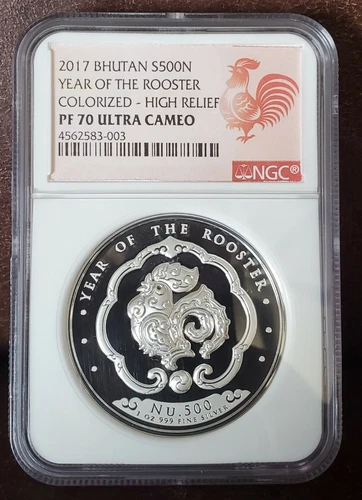 2017 BHUTAN S500N
YEAR OF THE ROOSTER
COLORIZED - HIGH RELIEF
PF 70 ULTRA CAMEO
4562583-003
NGC®
· YEAR OF THE ROOSTER ·
Nu.500
1 OZ 999 FINE SILVER